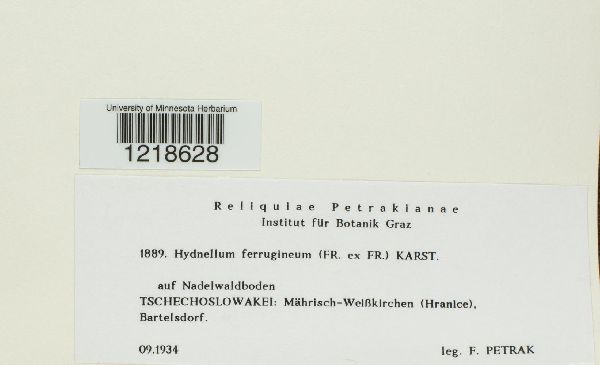 University of Minnesota Herbarium
1218628
Reliquiae Petrakianae
Institut für Botanik Graz
1889. Hydnellum ferrugineum (FR. ex FR.) KARST.
auf Nadelwaldboden
TSCHECHOSLOWAKEI: Mährisch-Weißkirchen (Hranice),
Bartelsdorf.
09.1934 leg. F. PETRAK